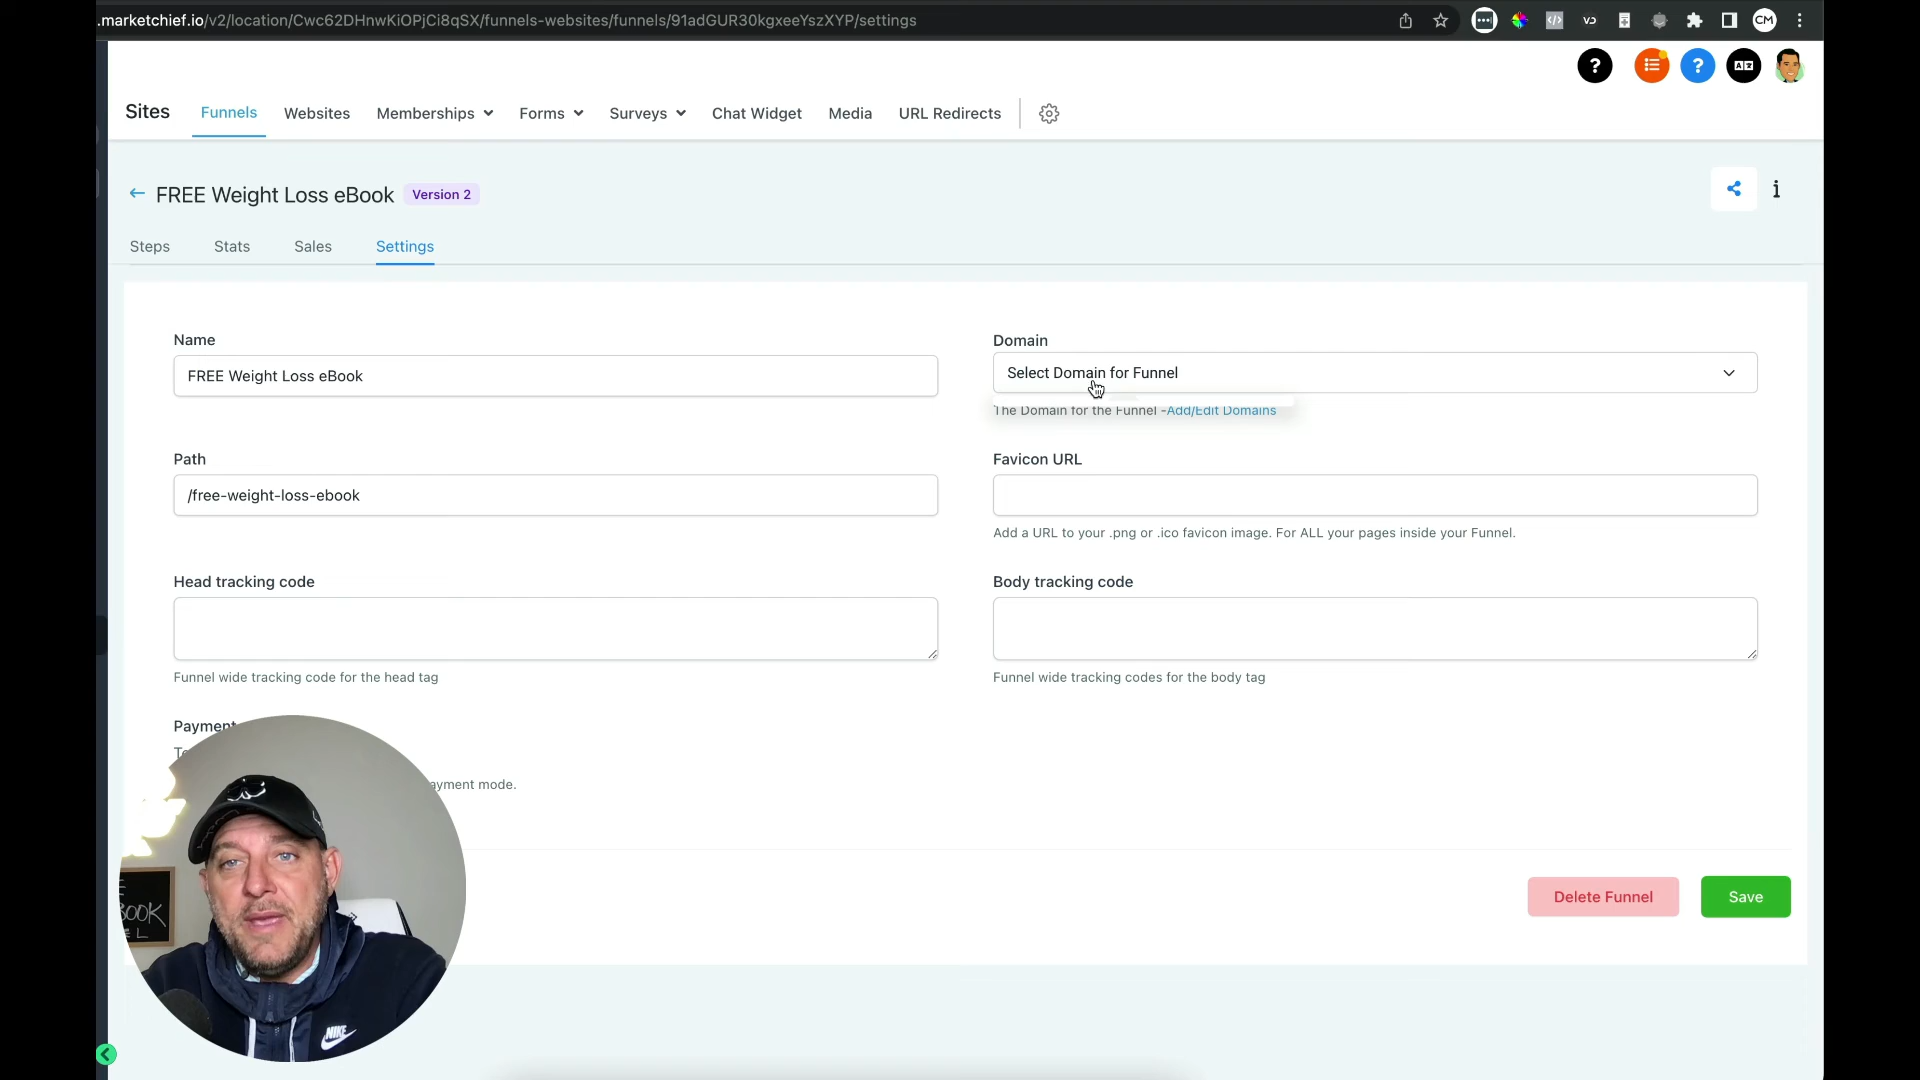 .marketchief.io/v2/location/Cwc62DHnwKiOPjCi8qSX/funnels-websites/funnels/91adGUR30kgxeeYszXYP/settings
CM
Sites Funnels Websites Memberships Forms Surveys Chat Widget Media URL Redirects
FREE Weight Loss eBook Version 2
Steps Stats Sales Settings
Name
FREE Weight Loss eBook
Domain
Select Domain for Funnel
The Domain for the Funnel -Add/Edit Domains
Path
/free-weight-loss-ebook
Favicon URL
Add a URL to your .png or .ico favicon image. For ALL your pages inside your Funnel.
Head tracking code
Funnel wide tracking code for the head tag
Body tracking code
Funnel wide tracking codes for the body tag
Payment
ayment mode.
Delete Funnel Save
NIKE